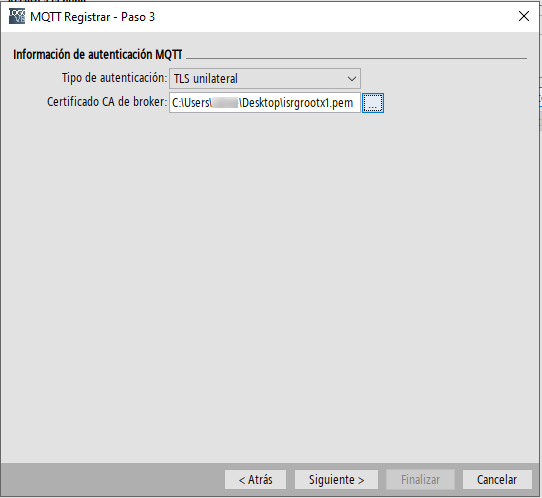 MQTT Registrar - Paso 3
Información de autenticación MQTT
Tipo de autenticación: TLS unilateral
Certificado CA de broker: C:\Users\ \Desktop\isrgrootx1.pem ...
< Atrás Siguiente > Finalizar Cancelar